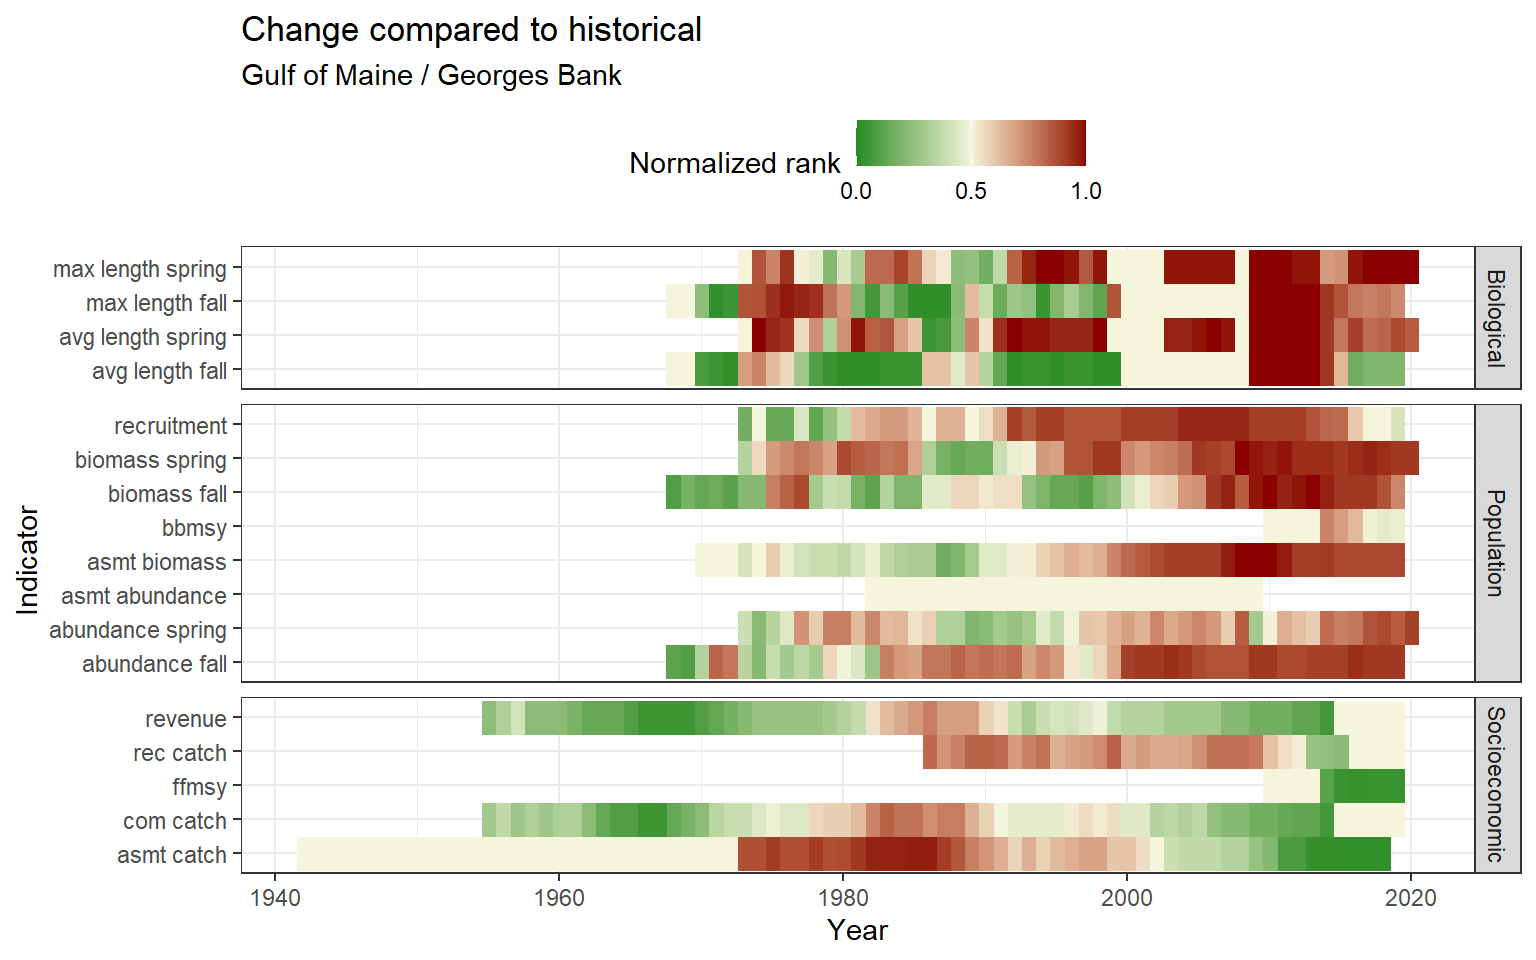 Change compared to historical
Gulf of Maine / Georges Bank
Normalized rank
0.0 0.5 1.0
Indicator
max length spring
max length fall
avg length spring
avg length fall
Biological
recruitment
biomass spring
biomass fall
bbmsy
asmt biomass
asmt abundance
abundance spring
abundance fall
Population
revenue
rec catch
ffmsy
com catch
asmt catch
Socioeconomic
1940 1960 1980 2000 2020
Year